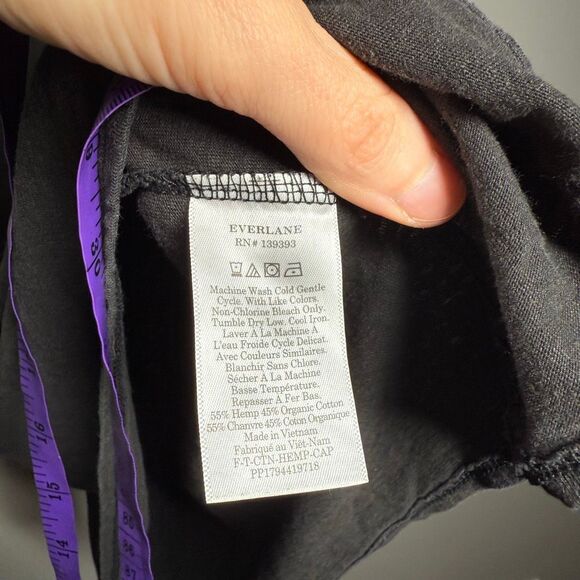 EVERLANE
RN# 139393
Machine Wash Cold Gentle
Cycle. With Like Colors.
Non-Chlorine Bleach Only.
Tumble Dry Low. Cool Iron.
Laver À La Machine À
L'eau Froide Cycle Delicat.
Avec Couleurs Similaires.
Blanchir Sans Chlore.
Sécher À La Machine
Basse Température.
Repasser À Fer Bas.
55% Hemp 45% Organic Cotton
55% Chanvre 45% Coton Organique
Made in Vietnam
Fabriqué au Viêt-Nam
F-T-CTN-HEMP-CAP
PP1794419718
16
15
14